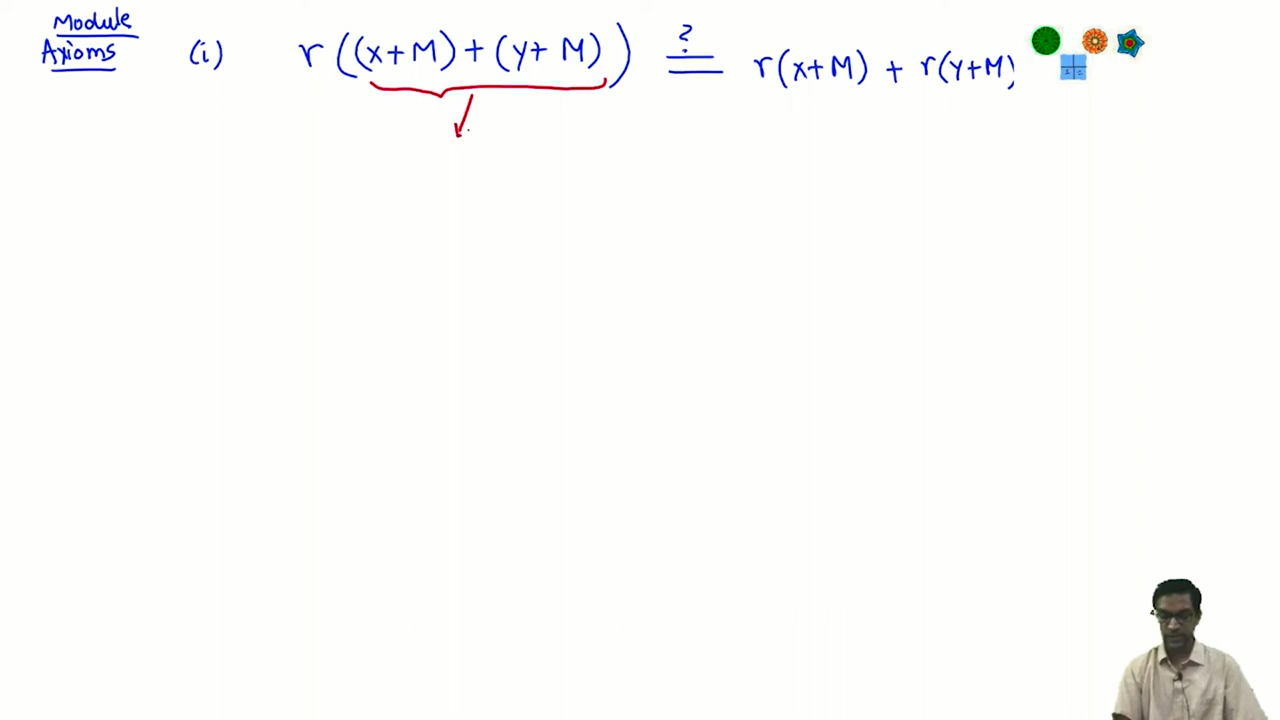 Module
Axioms (i) r((x+M)+(y+M)) ?= r(x+M) + r(y+M)